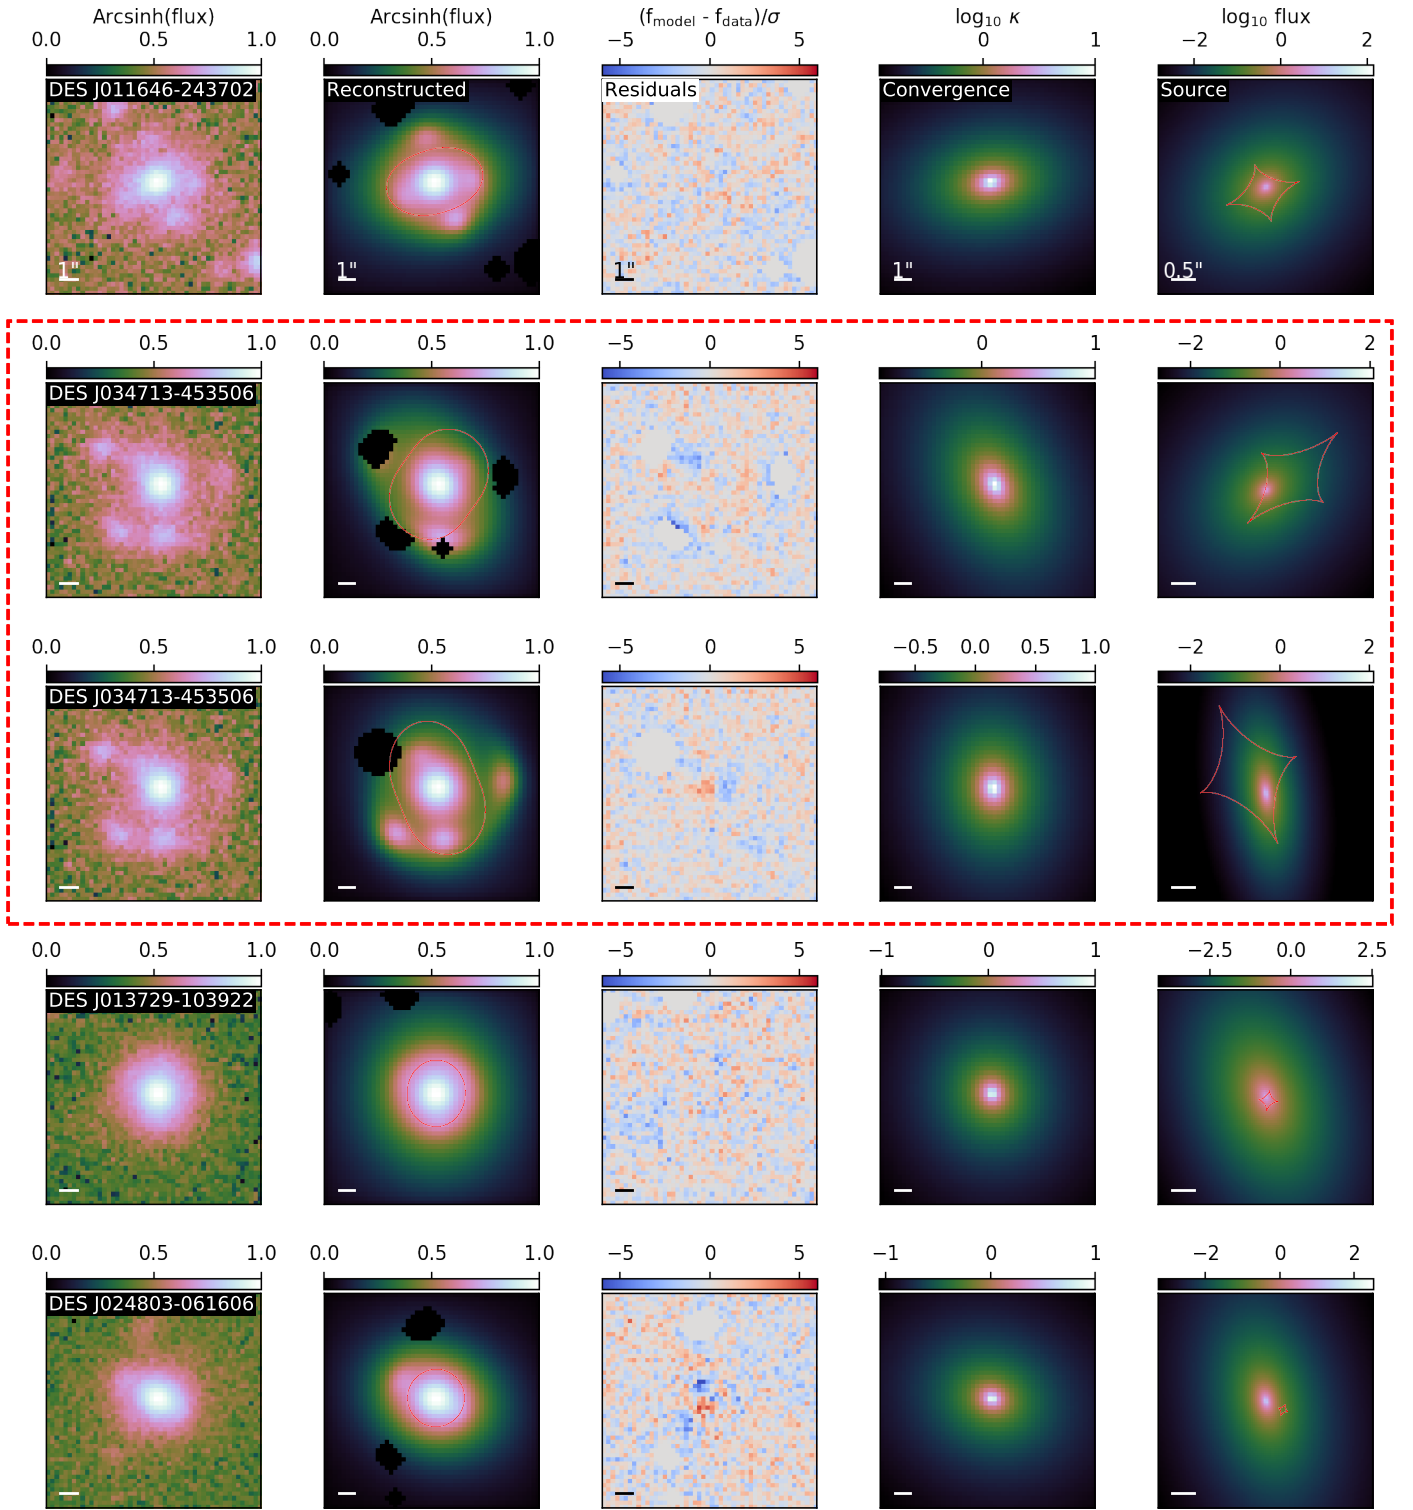 Arcsinh(flux) Arcsinh(flux) (f_model - f_data)/σ log₁₀ κ log₁₀ flux
0.0 0.5 1.0 0.0 0.5 1.0 −5 0 5 0 1 −2 0 2
DES J011646-243702 Reconstructed Residuals Convergence Source
1" 1" 1" 1" 0.5"
0.0 0.5 1.0 0.0 0.5 1.0 −5 0 5 0 1 −2 0 2
DES J034713-453506
0.0 0.5 1.0 0.0 0.5 1.0 −5 0 5 −0.5 0.0 0.5 1.0 −2 0 2
DES J034713-453506
0.0 0.5 1.0 0.0 0.5 1.0 −5 0 5 −1 0 1 −2.5 0.0 2.5
DES J013729-103922
0.0 0.5 1.0 0.0 0.5 1.0 −5 0 5 −1 0 1 −2 0 2
DES J024803-061606